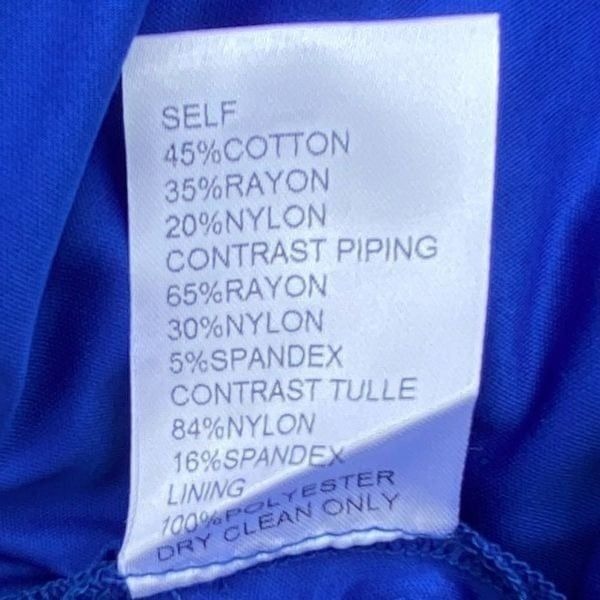 SELF
45%COTTON
35%RAYON
20%NYLON
CONTRAST PIPING
65%RAYON
30%NYLON
5%SPANDEX
CONTRAST TULLE
84%NYLON
16%SPANDEX
LINING
100%POLYESTER
DRY CLEAN ONLY